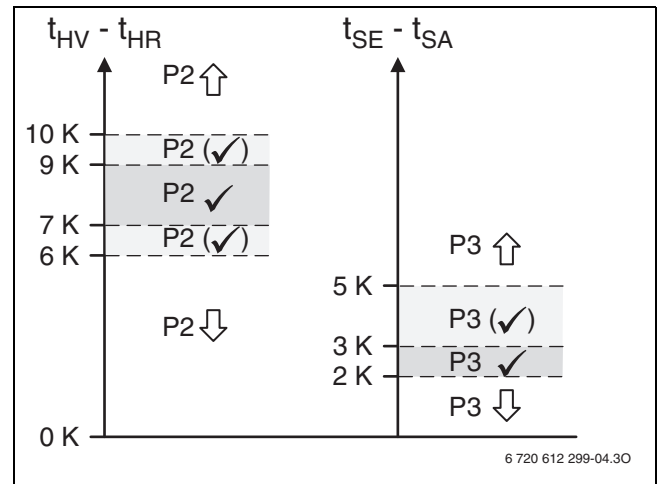 t_HV - t_HR
P2 ⇧
10 K
P2 (✓)
9 K
P2 ✓
7 K
P2 (✓)
6 K
P2 ⇩
0 K
t_SE - t_SA
P3 ⇧
5 K
P3 (✓)
3 K
P3 ✓
2 K
P3 ⇩
6 720 612 299-04.3O